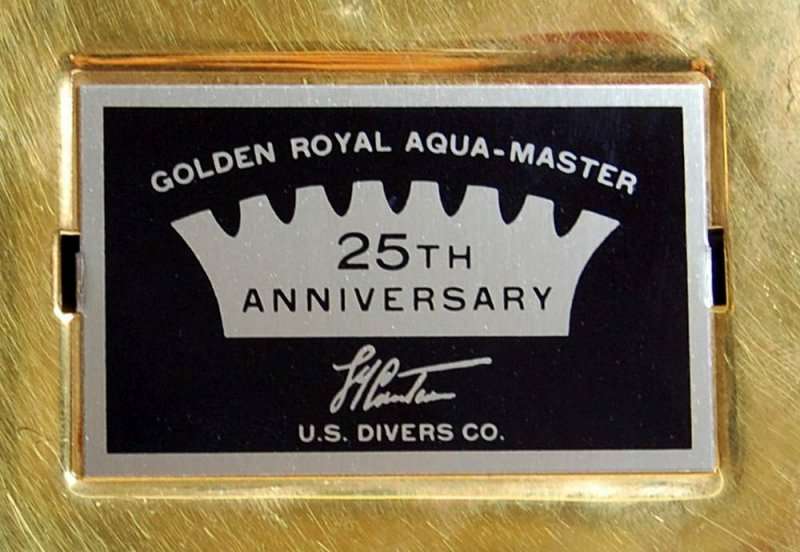 GOLDEN ROYAL AQUA-MASTER
25TH
ANNIVERSARY
U.S. DIVERS CO.